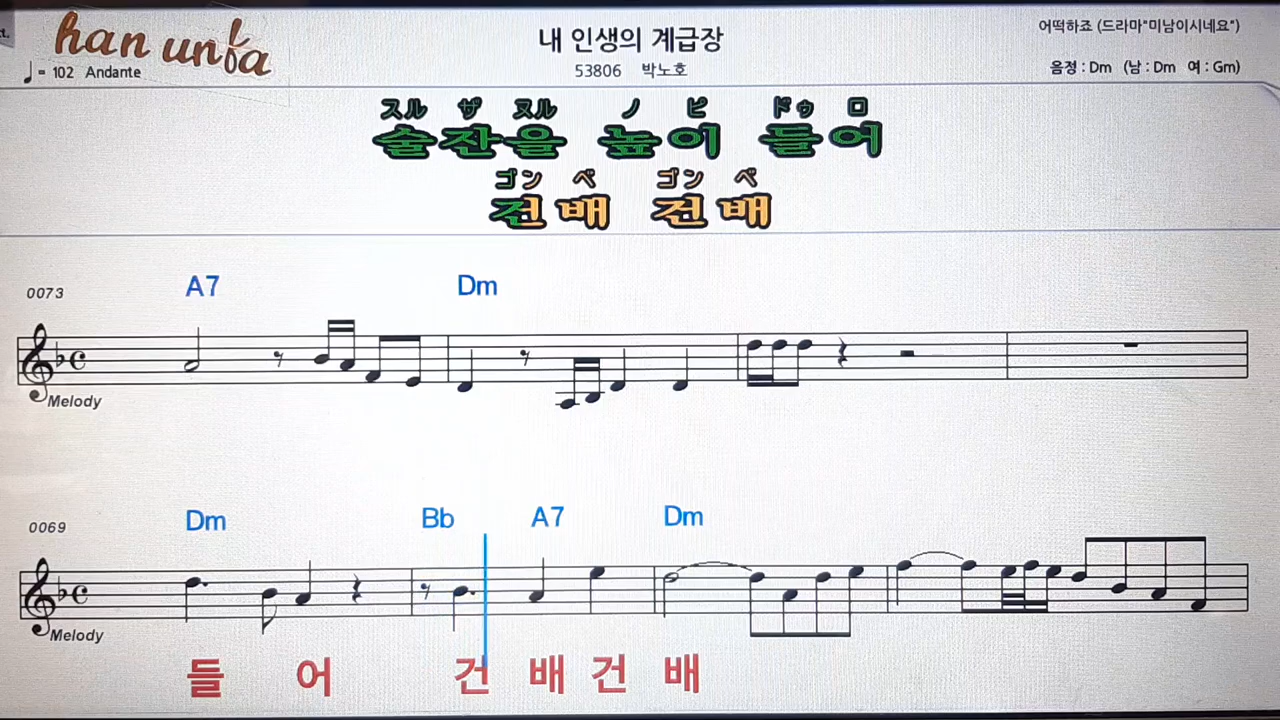 ct.
han unba
내 인생의 계급장
어떡하죠 (드라마"미남이시네요")
♩= 102 Andante
53806 박노호
음정 : Dm (남 : Dm 여 : Gm)
スル ザ ヌル ノ ピ ドゥ ロ
술잔을 높이 들어
ゴン ベ ゴン ベ
건배 건배
0073 A7 Dm
Melody
0069 Dm Bb A7 Dm
Melody
들 어 건 배 건 배